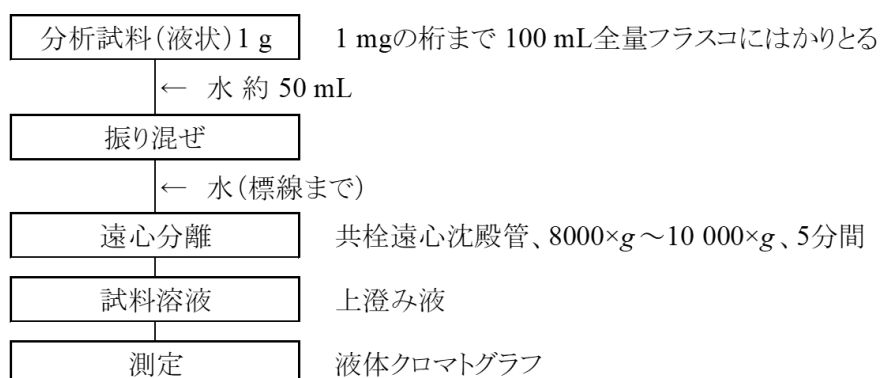 分析試料(液状)1 g 1 mgの桁まで 100 mL全量フラスコにはかりとる
← 水 約 50 mL
振り混ぜ
← 水(標線まで)
遠心分離 共栓遠心沈殿管、8000×g～10 000×g、5分間
試料溶液 上澄み液
測定 液体クロマトグラフ